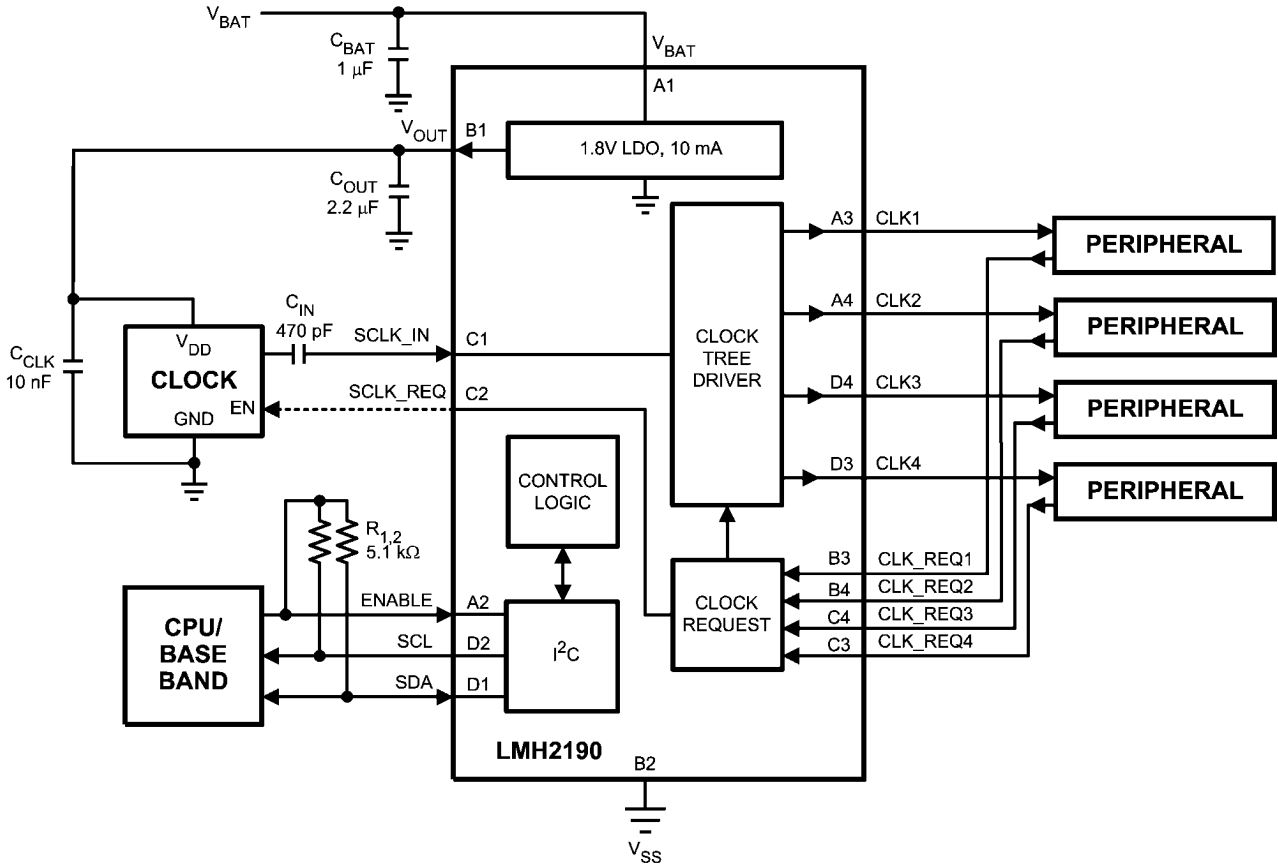 V_BAT
C_BAT
1 µF
V_BAT
A1
V_OUT
B1
1.8V LDO, 10 mA
C_OUT
2.2 µF
A3
CLK1
PERIPHERAL
A4
CLK2
PERIPHERAL
D4
CLK3
PERIPHERAL
D3
CLK4
PERIPHERAL
CLOCK
TREE
DRIVER
C_IN
470 pF
SCLK_IN
C1
C_CLK
10 nF
V_DD
CLOCK
EN
GND
SCLK_REQ
C2
CONTROL
LOGIC
R_1,2
5.1 kΩ
B3
CLK_REQ1
B4
CLK_REQ2
C4
CLK_REQ3
C3
CLK_REQ4
CLOCK
REQUEST
CPU/
BASE
BAND
ENABLE
A2
SCL
D2
SDA
D1
I²C
LMH2190
B2
V_SS